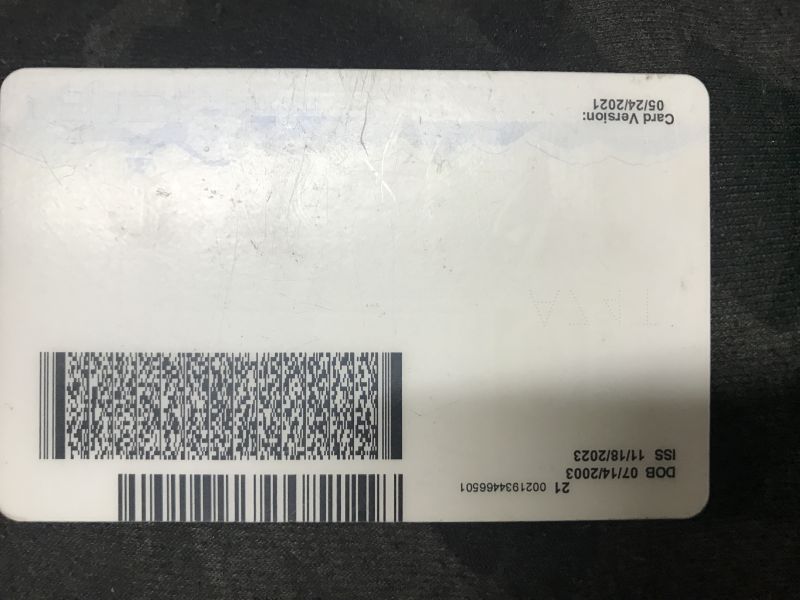 Card Version:
05/24/2021
ISS 11/18/2023
DOB 07/14/2003
21 0021934466501